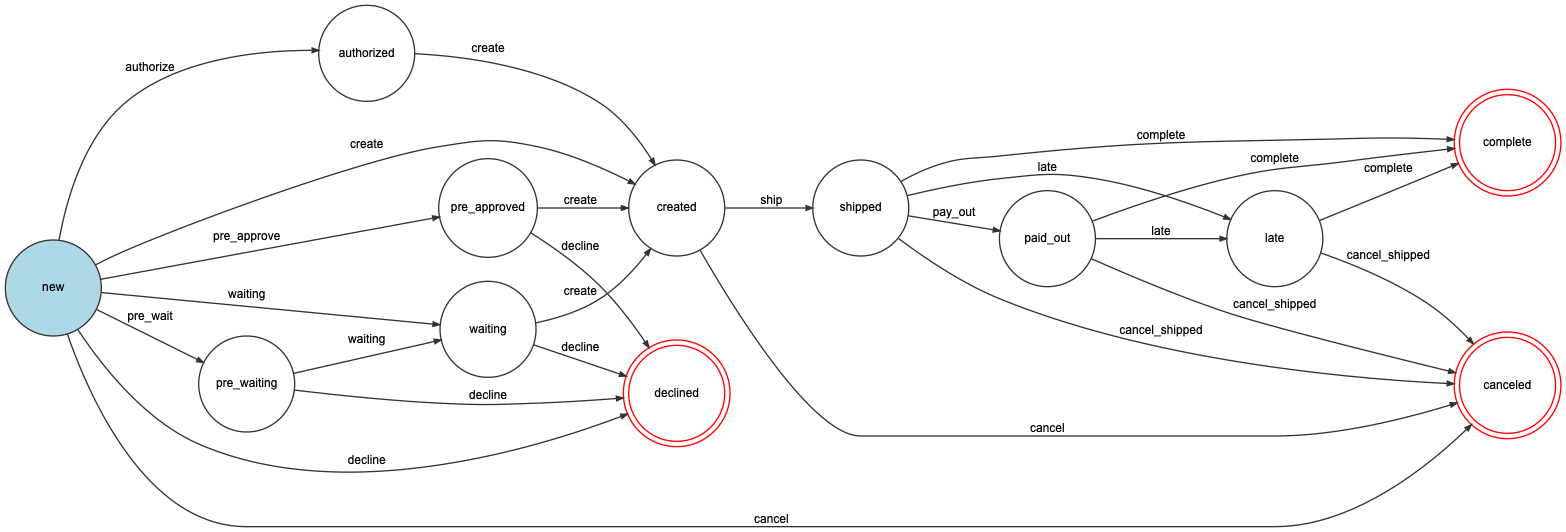 authorized
create
authorize
complete
complete
create
complete
late
complete
pre_approved
create
created
ship
shipped
pay_out
pre_approve
decline
paid_out
late
late
cancel_shipped
new
waiting
create
cancel_shipped
pre_wait
waiting
cancel_shipped
waiting
decline
pre_waiting
decline
declined
canceled
cancel
decline
cancel